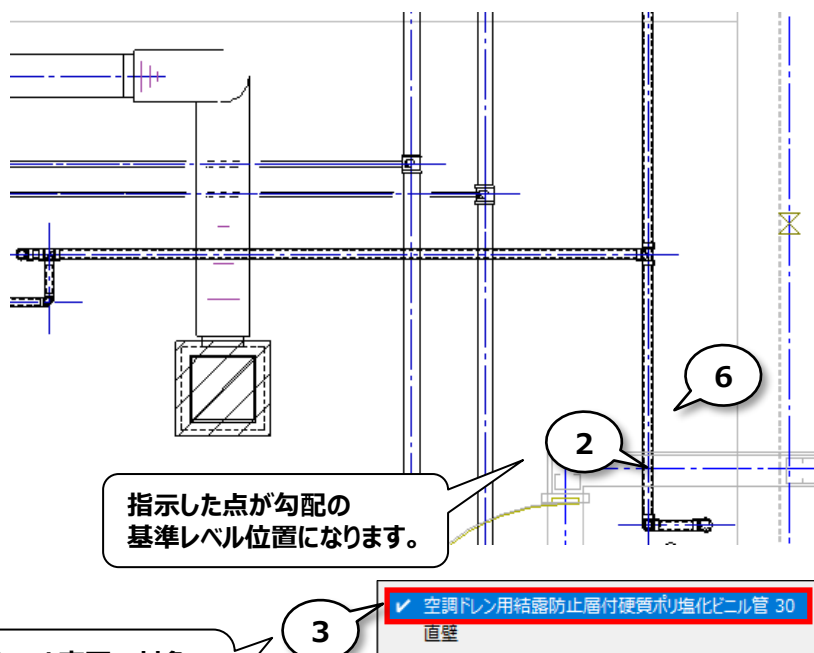 6
2
指示した点が勾配の
基準レベル位置になります。
✔ 空調ドレン用結露防止層付硬質ポリ塩化ビニル管 30
直壁
3